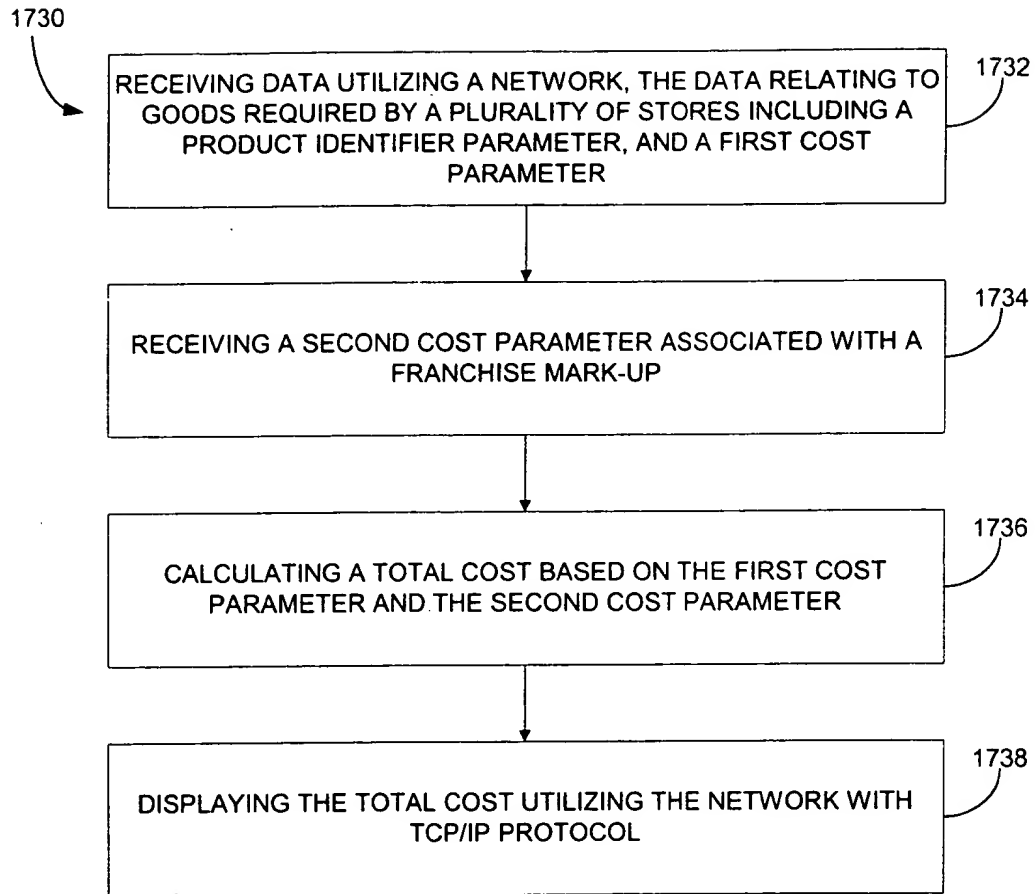 1730
RECEIVING DATA UTILIZING A NETWORK, THE DATA RELATING TO
GOODS REQUIRED BY A PLURALITY OF STORES INCLUDING A
PRODUCT IDENTIFIER PARAMETER, AND A FIRST COST
PARAMETER
1732
RECEIVING A SECOND COST PARAMETER ASSOCIATED WITH A
FRANCHISE MARK-UP
1734
CALCULATING A TOTAL COST BASED ON THE FIRST COST
PARAMETER AND THE SECOND COST PARAMETER
1736
DISPLAYING THE TOTAL COST UTILIZING THE NETWORK WITH
TCP/IP PROTOCOL
1738